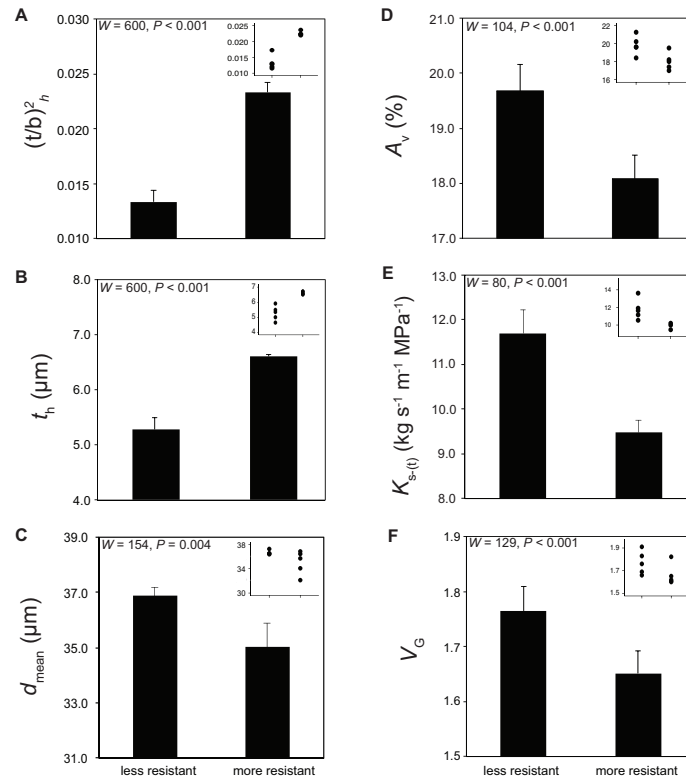 A
W = 600, P < 0.001
0.030
0.025
0.020
0.015
0.010
(t/b)²h
0.025
0.020
0.015
0.010
B
W = 600, P < 0.001
8.0
7.0
6.0
5.0
4.0
th (µm)
7
6
5
4
C
W = 154, P = 0.004
39.0
37.0
35.0
33.0
31.0
dmean (µm)
38
36
30
less resistant more resistant
D
W = 104, P < 0.001
21.0
20.0
19.0
18.0
17.0
Av (%)
22
20
18
16
E
W = 80, P < 0.001
13.0
12.0
11.0
10.0
9.0
8.0
Ks-(t) (kg s-1 m-1 MPa-1)
14
12
10
F
W = 129, P < 0.001
1.9
1.8
1.7
1.6
1.5
VG
1.9
1.7
1.5
less resistant more resistant